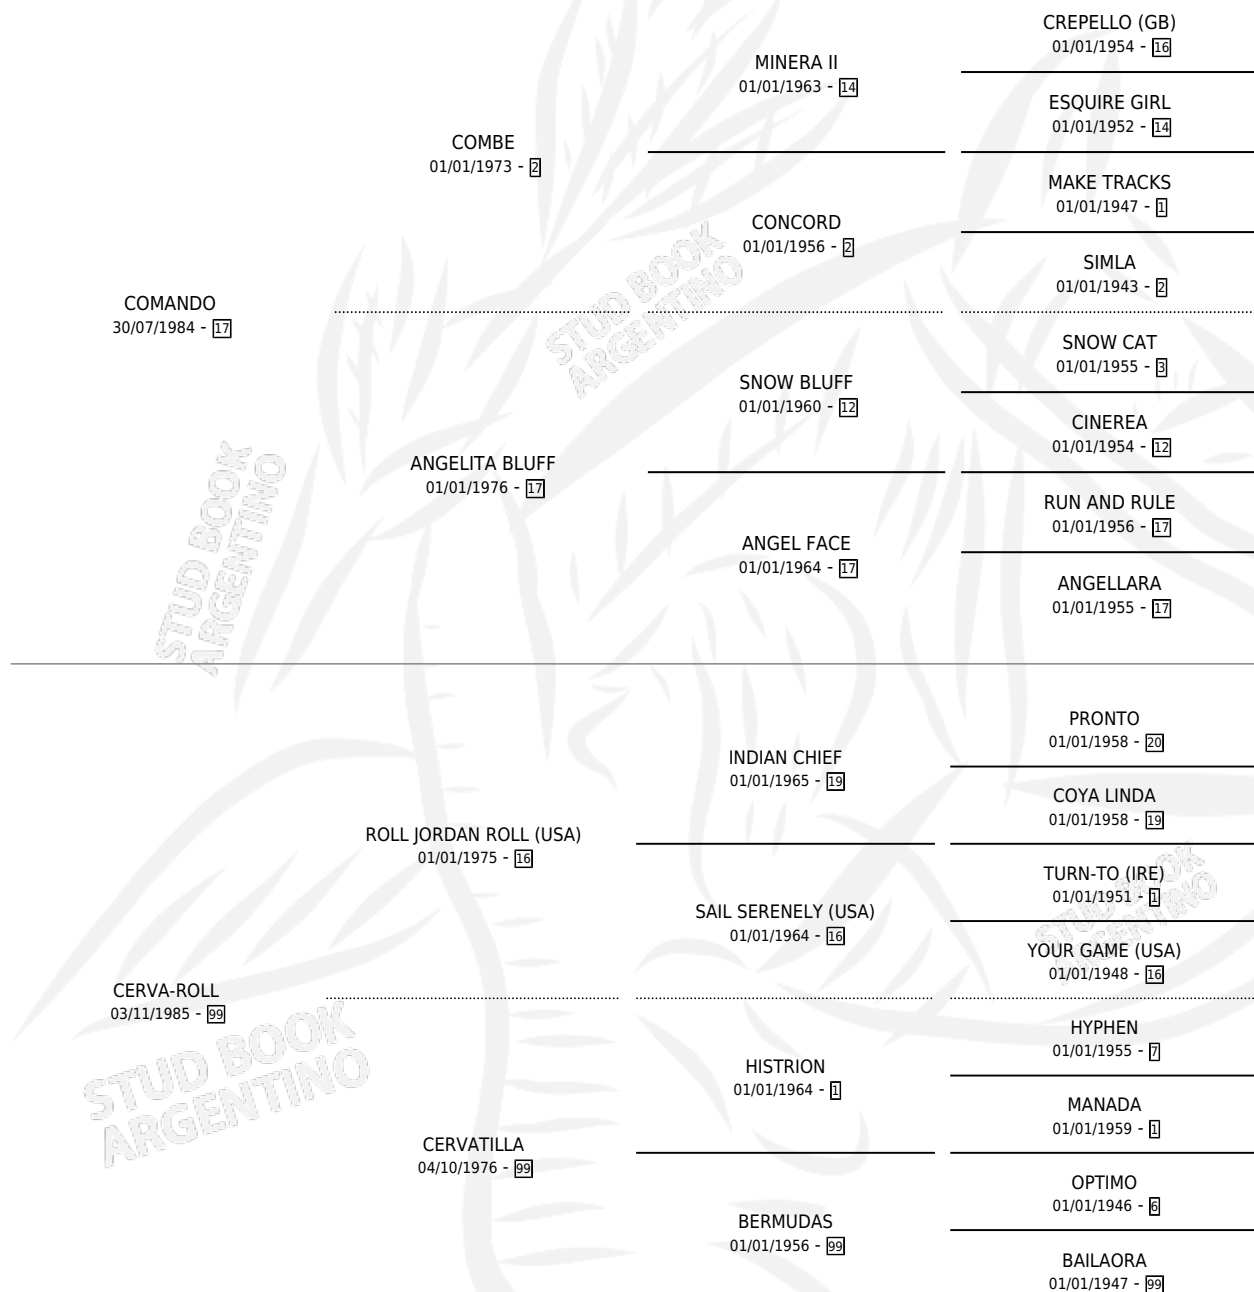 CREPELLO (GB)
01/01/1954 - 16
MINERA II
01/01/1963 - 14
ESQUIRE GIRL
01/01/1952 - 14
COMBE
01/01/1973 - 2
MAKE TRACKS
01/01/1947 - 1
CONCORD
01/01/1956 - 2
SIMLA
01/01/1943 - 2
COMANDO
30/07/1984 - 17
SNOW CAT
01/01/1955 - 3
SNOW BLUFF
01/01/1960 - 12
CINEREA
01/01/1954 - 12
ANGELITA BLUFF
01/01/1976 - 17
RUN AND RULE
01/01/1956 - 17
ANGEL FACE
01/01/1964 - 17
ANGELLARA
01/01/1955 - 17
PRONTO
01/01/1958 - 20
INDIAN CHIEF
01/01/1965 - 19
COYA LINDA
01/01/1958 - 19
ROLL JORDAN ROLL (USA)
01/01/1975 - 16
TURN-TO (IRE)
01/01/1951 - 1
SAIL SERENELY (USA)
01/01/1964 - 16
YOUR GAME (USA)
01/01/1948 - 16
CERVA-ROLL
03/11/1985 - 99
HYPHEN
01/01/1955 - 7
HISTRION
01/01/1964 - 1
MANADA
01/01/1959 - 1
CERVATILLA
04/10/1976 - 99
OPTIMO
01/01/1946 - 6
BERMUDAS
01/01/1956 - 99
BAILAORA
01/01/1947 - 99
STUD BOOK
ARGENTINO
STUD BOOK
ARGENTINO
STUD BOOK
ARGENTINO
STUD BOOK
ARGENTINO